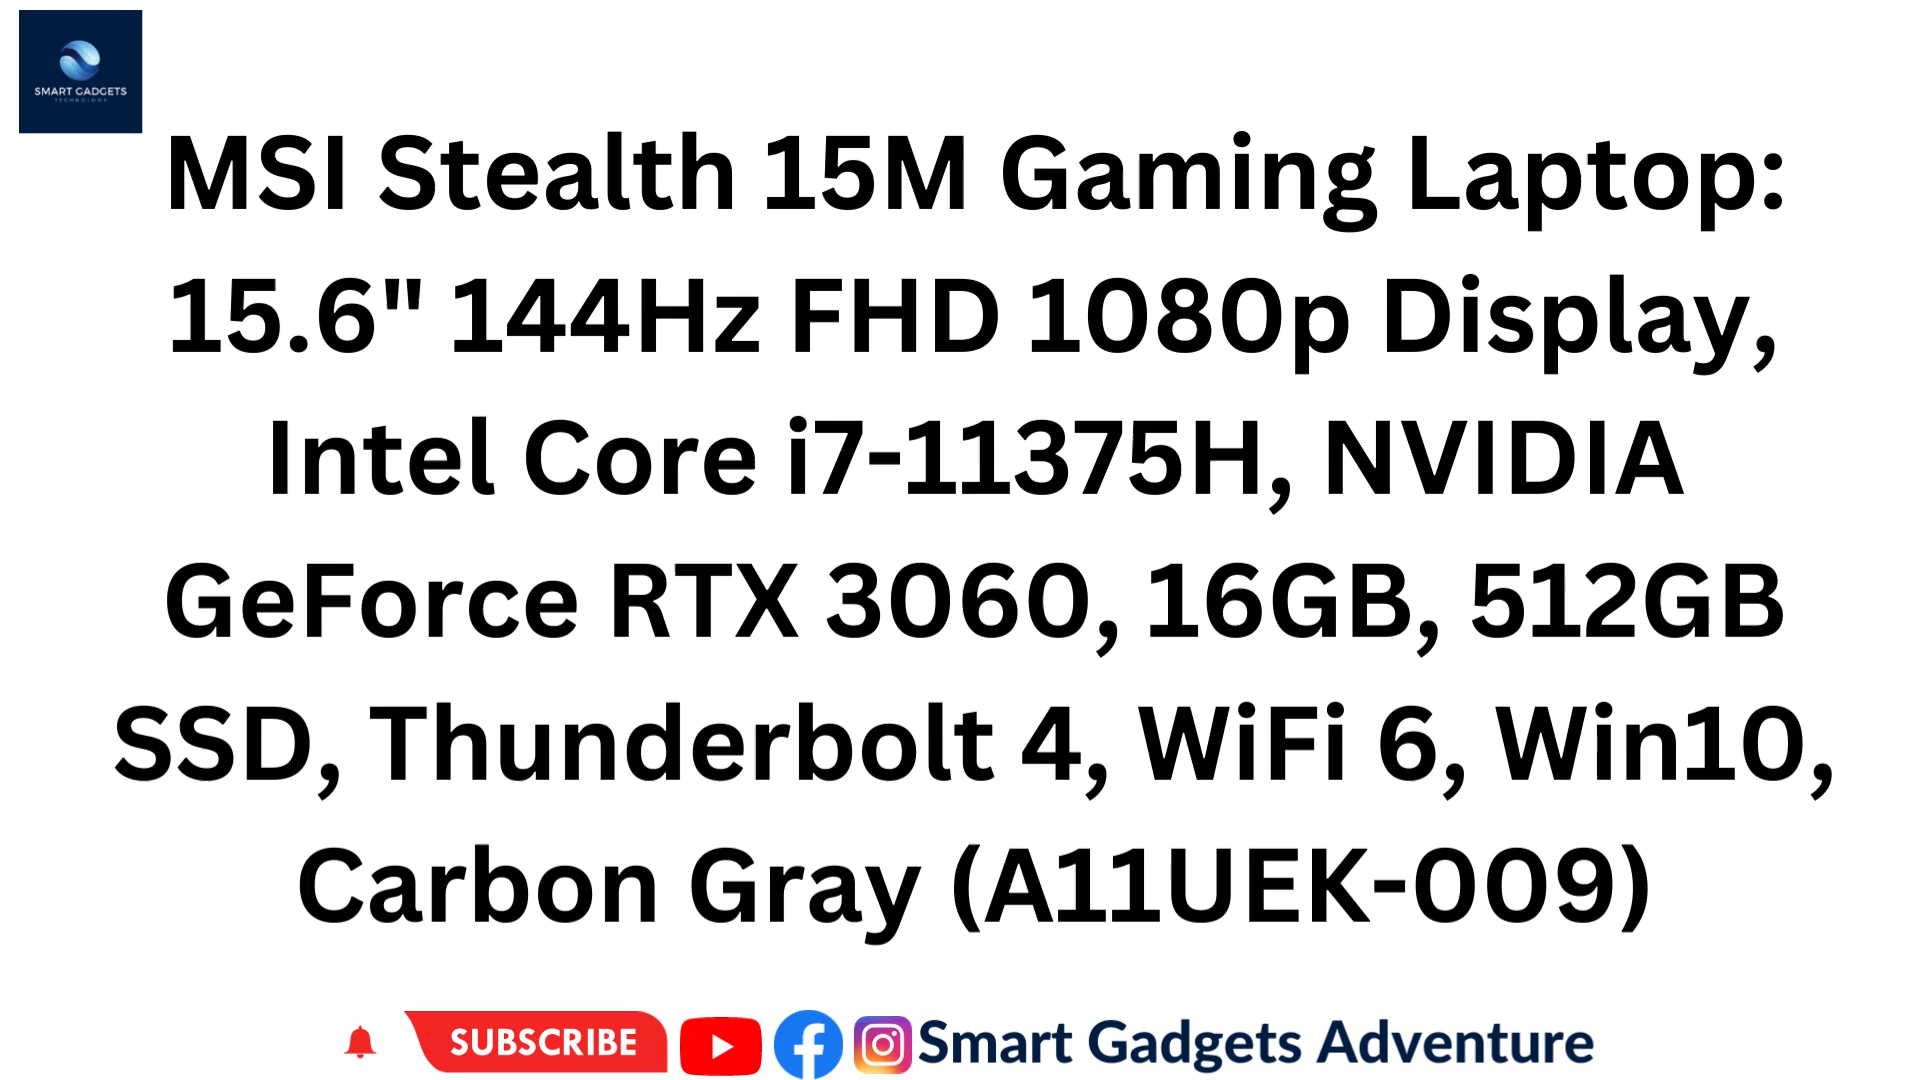 SMART GADGETS
TECHNOLOGY
MSI Stealth 15M Gaming Laptop:
15.6" 144Hz FHD 1080p Display,
Intel Core i7-11375H, NVIDIA
GeForce RTX 3060, 16GB, 512GB
SSD, Thunderbolt 4, WiFi 6, Win10,
Carbon Gray (A11UEK-009)
SUBSCRIBE Smart Gadgets Adventure